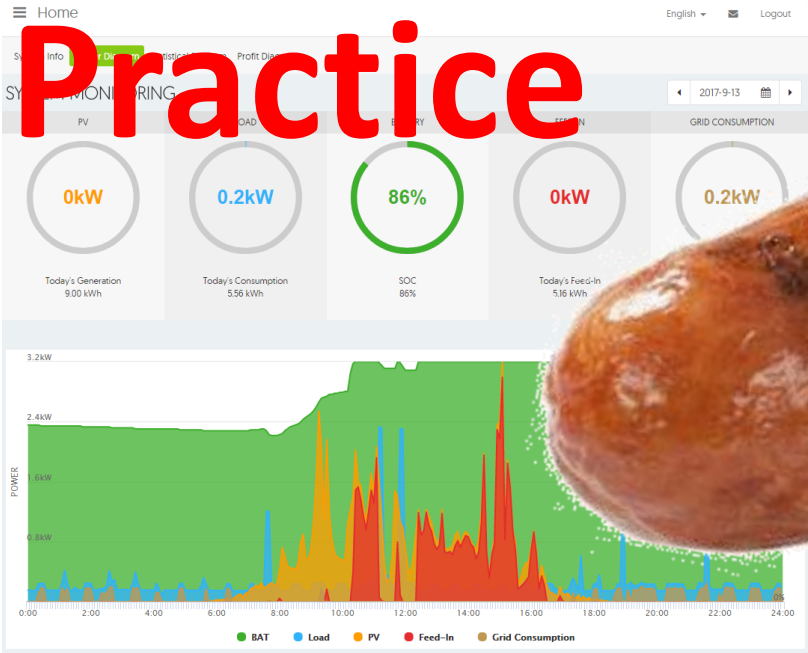 Home
English
Logout
Practice
Info
Profit
SY
RING
2017-9-13
PV
GRID CONSUMPTION
0kW
0.2kW
86%
0kW
0.2kW
Today's Generation
Today's Consumption
SOC
Today's Feed-In
9.00 kWh
5.56 kWh
86%
5.16 kWh
3.2kW
2.4kW
1.6kW
0.8kW
POWER
0%
0:00 2:00 4:00 6:00 8:00 10:00 12:00 14:00 16:00 18:00 20:00 22:00 24:00
BAT Load PV Feed-In Grid Consumption